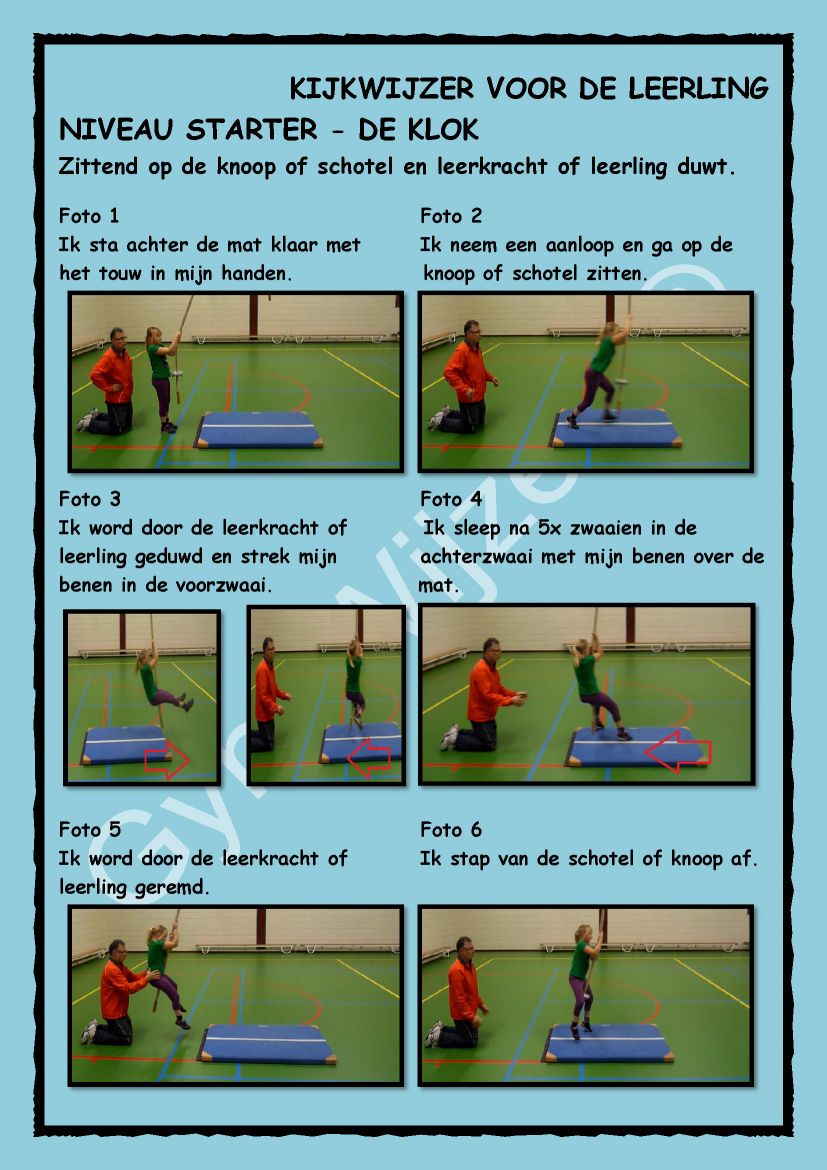 KIJKWIJZER VOOR DE LEERLING
NIVEAU STARTER - DE KLOK
Zittend op de knoop of schotel en leerkracht of leerling duwt.
Foto 1
Ik sta achter de mat klaar met
het touw in mijn handen.
Foto 2
Ik neem een aanloop en ga op de
knoop of schotel zitten.
Foto 3
Ik word door de leerkracht of
leerling geduwd en strek mijn
benen in de voorzwaai.
Foto 4
Ik sleep na 5x zwaaien in de
achterzwaai met mijn benen over de
mat.
Foto 5
Ik word door de leerkracht of
leerling geremd.
Foto 6
Ik stap van de schotel of knoop af.